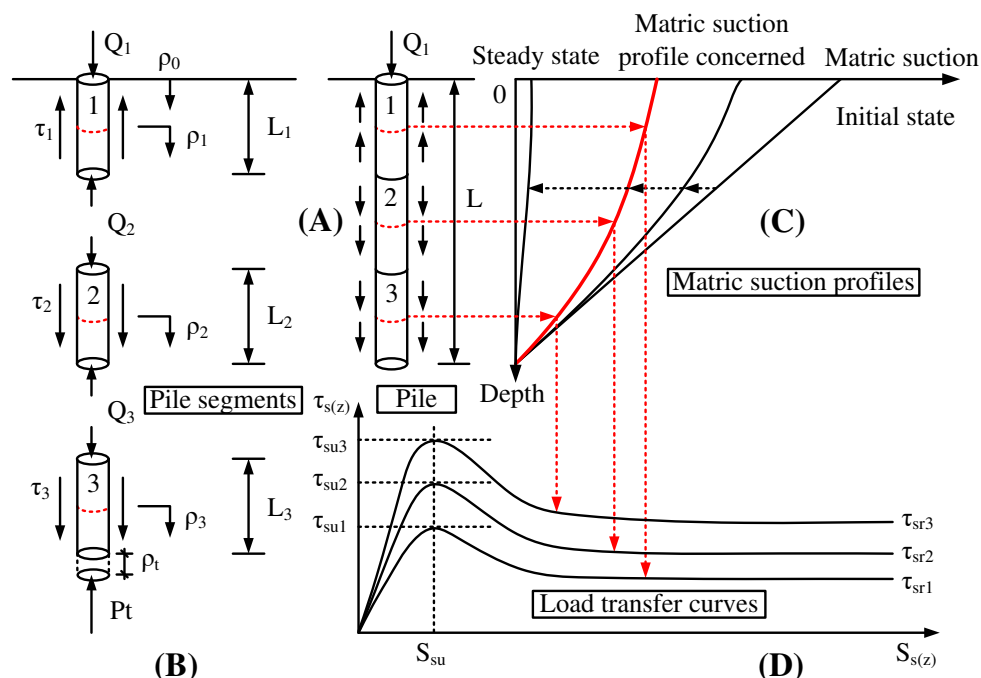 Q₁
ρ₀
1
τ₁
ρ₁
L₁
Q₂
2
τ₂
ρ₂
L₂
Q₃
Pile segments
3
τ₃
ρ₃
L₃
ρₜ
Pt
(B)
Q₁
1
2
3
L
(A)
Pile
Steady state
Matric suction
profile concerned
Matric suction
0
Initial state
(C)
Matric suction profiles
Depth
τs(z)
τsu3
τsu2
τsu1
τsr3
τsr2
τsr1
Load transfer curves
Ssu
(D)
Ss(z)